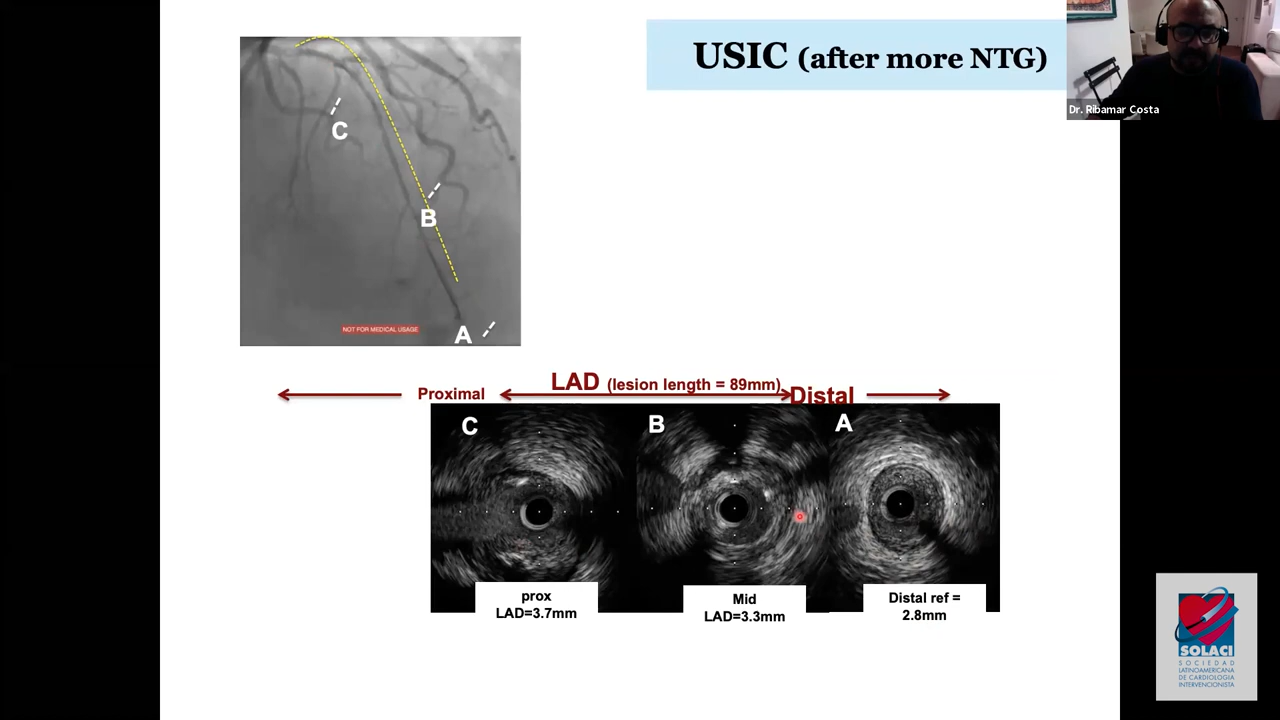 USIC (after more NTG)
Dr. Ribamar Costa
C
B
A
NOT FOR MEDICAL USAGE
LAD (lesion length = 89mm)
Proximal
Distal
C
B
A
prox
LAD=3.7mm
Mid
LAD=3.3mm
Distal ref =
2.8mm
SOLACI
SOCIEDAD
LATINOAMERICANA
DE CARDIOLOGIA
INTERVENCIONISTA